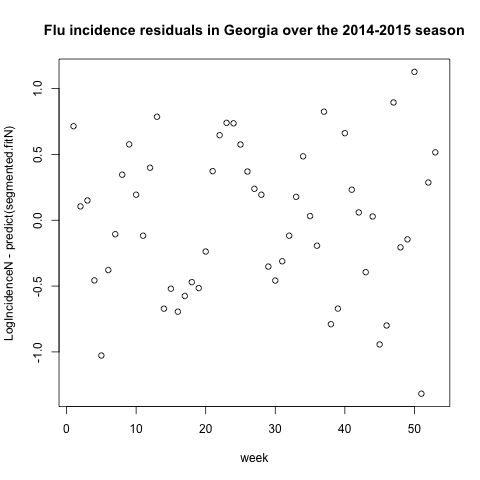 Flu incidence residuals in Georgia over the 2014-2015 season
LogIncidenceN - predict(segmented.fitN)
1.0
0.5
0.0
-0.5
-1.0
0 10 20 30 40 50
week